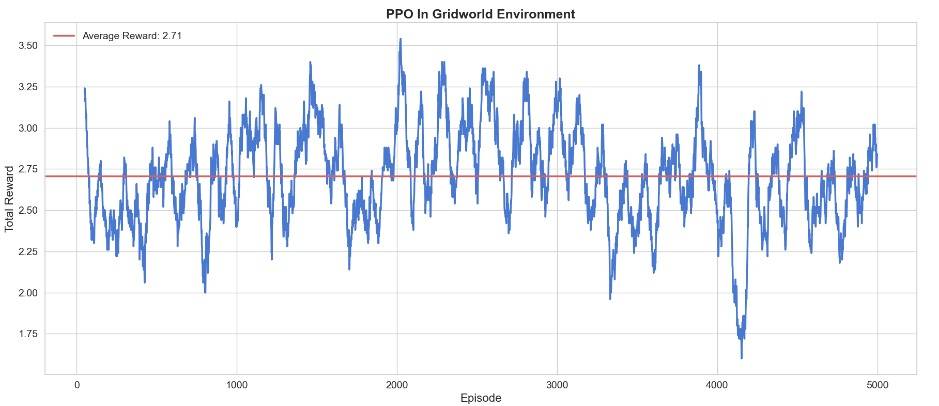 PPO In Gridworld Environment
Average Reward: 2.71
Total Reward
3.50
3.25
3.00
2.75
2.50
2.25
2.00
1.75
0 1000 2000 3000 4000 5000
Episode